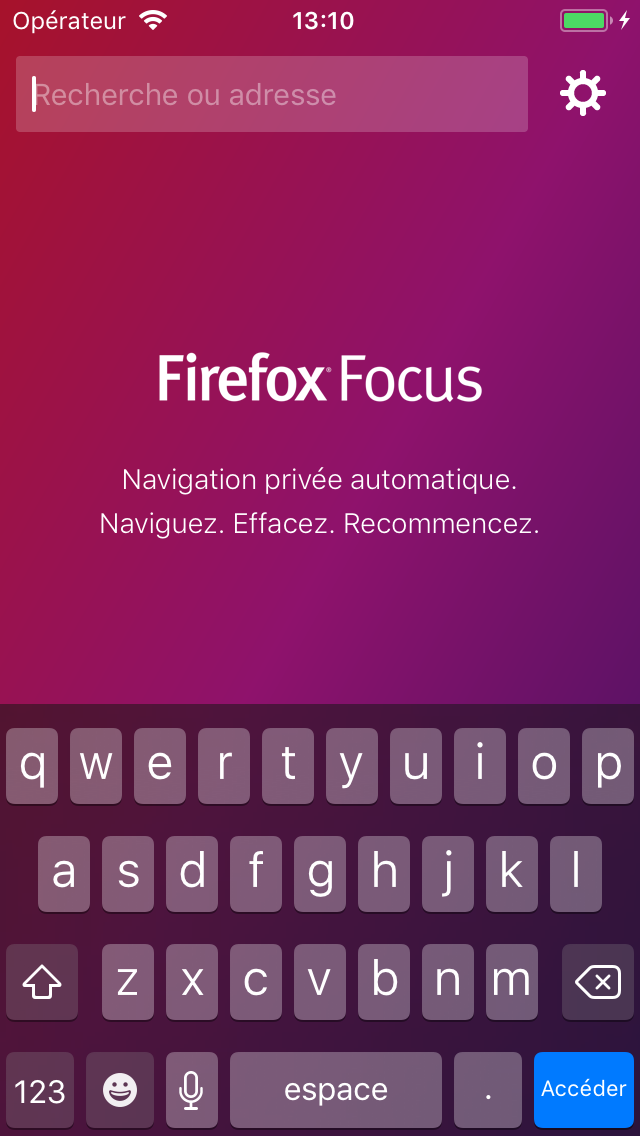 Opérateur 13:10
Recherche ou adresse
Firefox® Focus
Navigation privée automatique.
Naviguez. Effacez. Recommencez.
q w e r t y u i o p
a s d f g h j k l
z x c v b n m
123 espace . Accéder